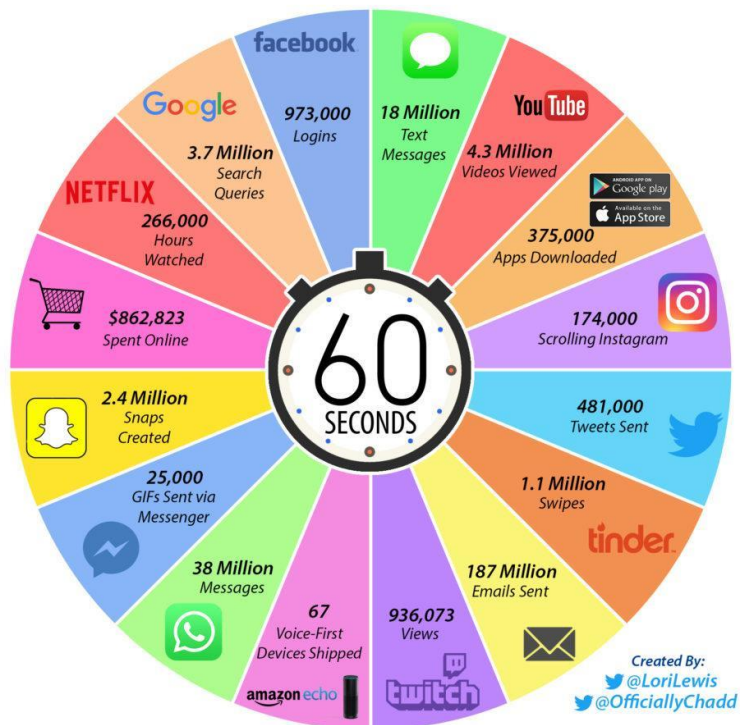 facebook
973,000
Logins
18 Million
Text
Messages
You Tube
4.3 Million
Videos Viewed
ANDROID APP ON
Google play
Available on the
App Store
375,000
Apps Downloaded
174,000
Scrolling Instagram
481,000
Tweets Sent
1.1 Million
Swipes
tinder
187 Million
Emails Sent
936,073
Views
twitch
67
Voice-First
Devices Shipped
amazon echo
38 Million
Messages
25,000
GIFs Sent via
Messenger
2.4 Million
Snaps
Created
$862,823
Spent Online
NETFLIX
266,000
Hours
Watched
Google
3.7 Million
Search
Queries
60
SECONDS
Created By:
@LoriLewis
@OfficiallyChadd